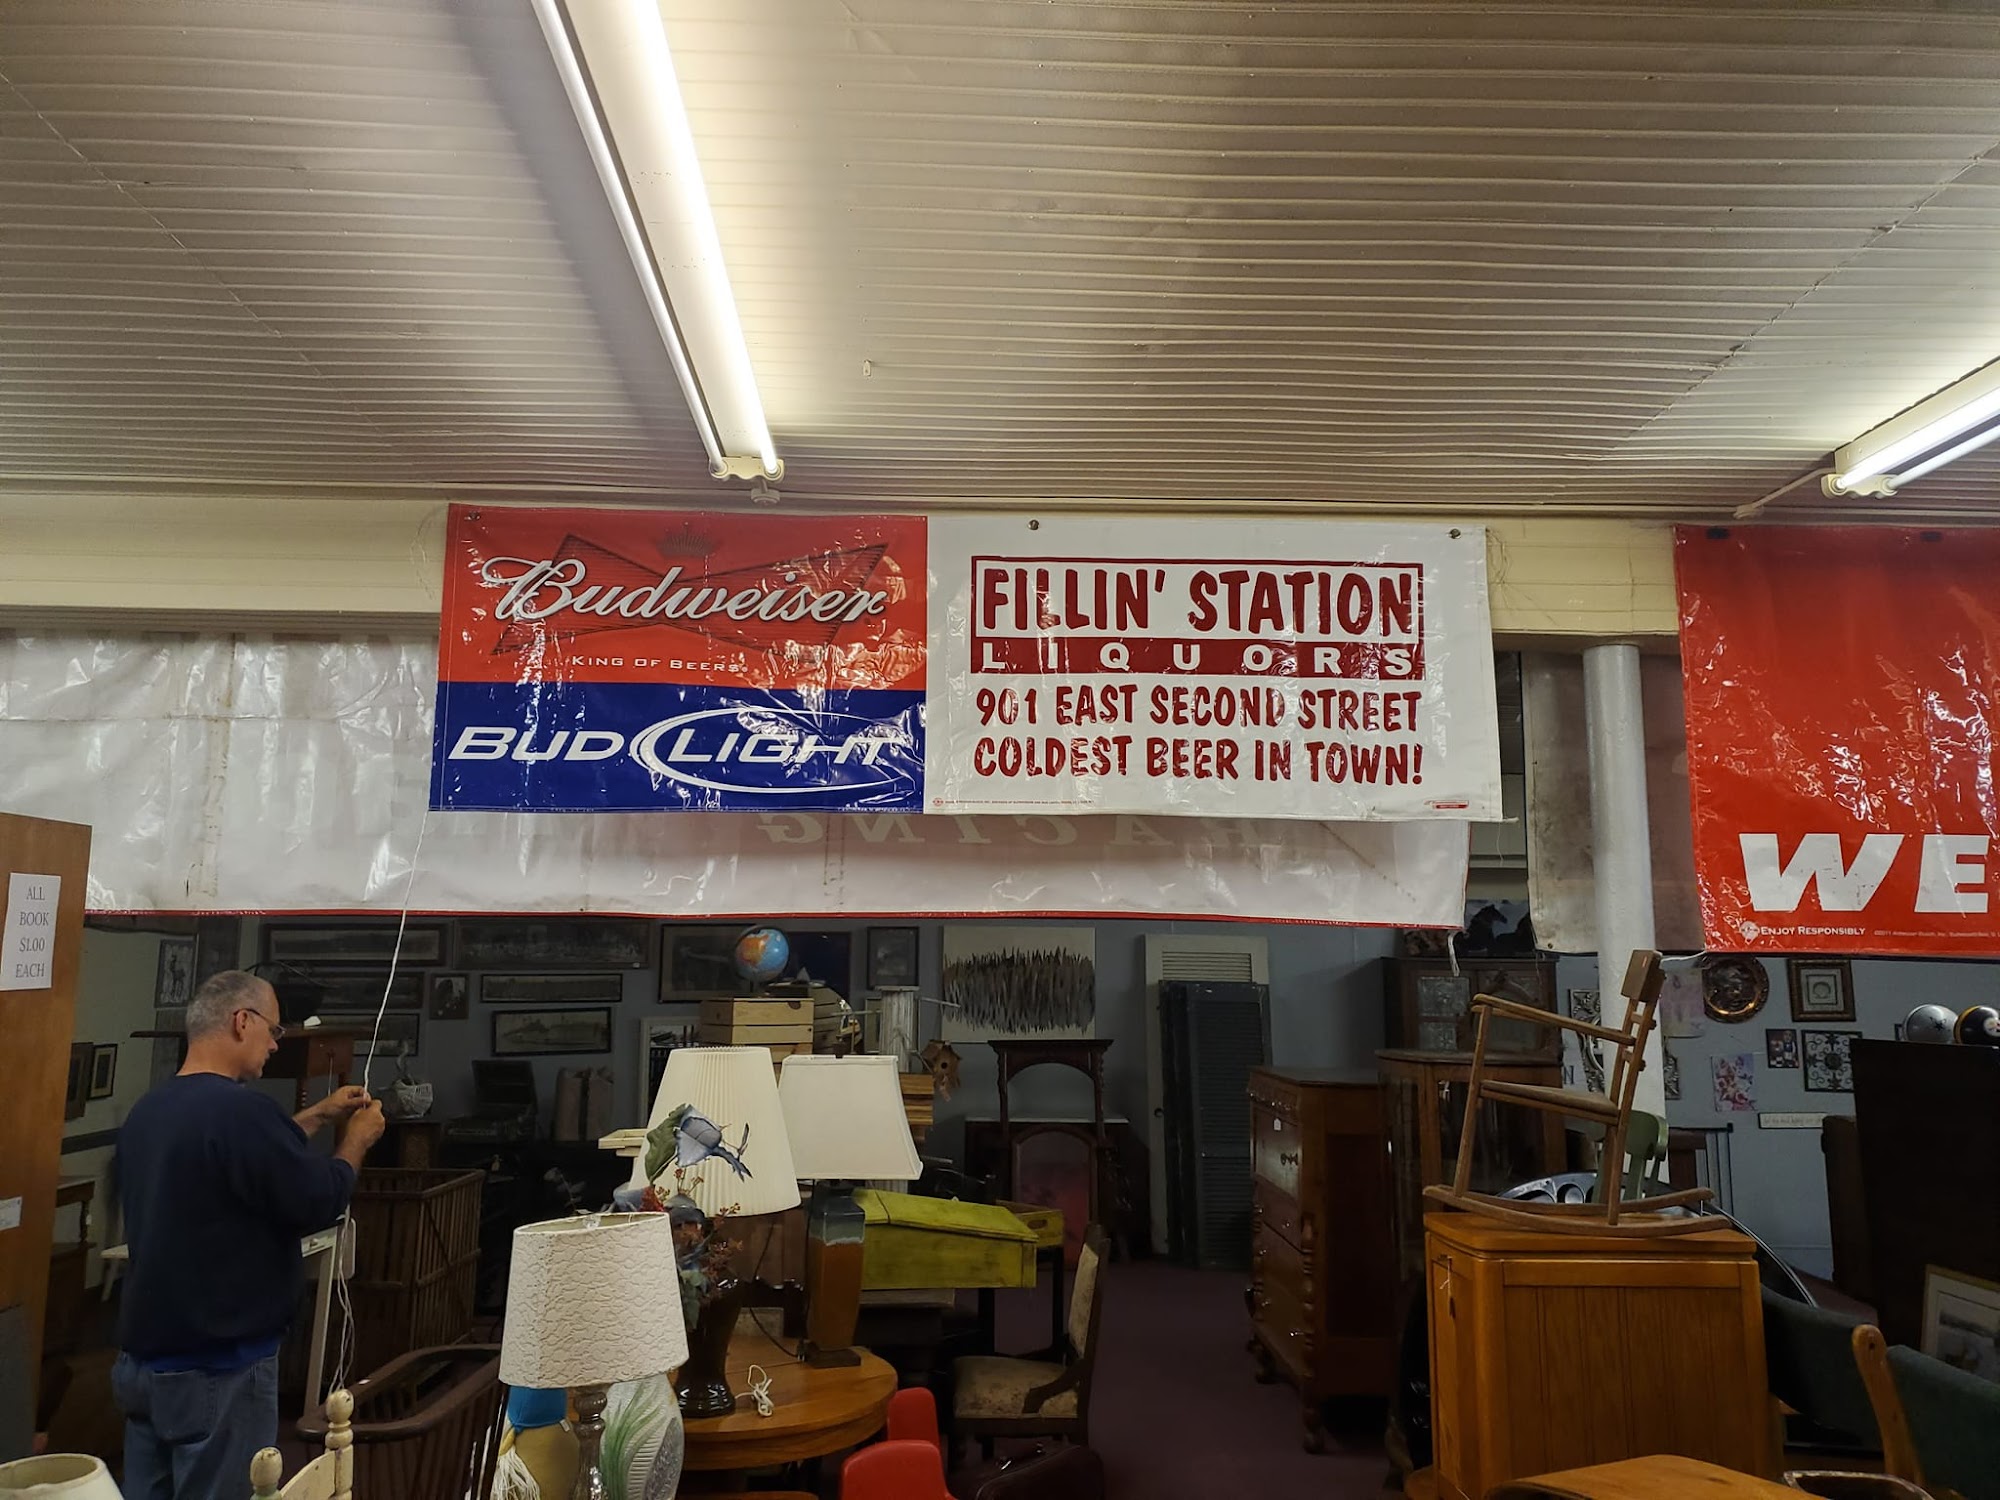 Budweiser
KING OF BEERS®
BUD LIGHT
FILLIN' STATION
LIQUORS
901 EAST SECOND STREET
COLDEST BEER IN TOWN!
RACING
WE
ENJOY RESPONSIBLY
ALL
BOOK
$1.00
EACH